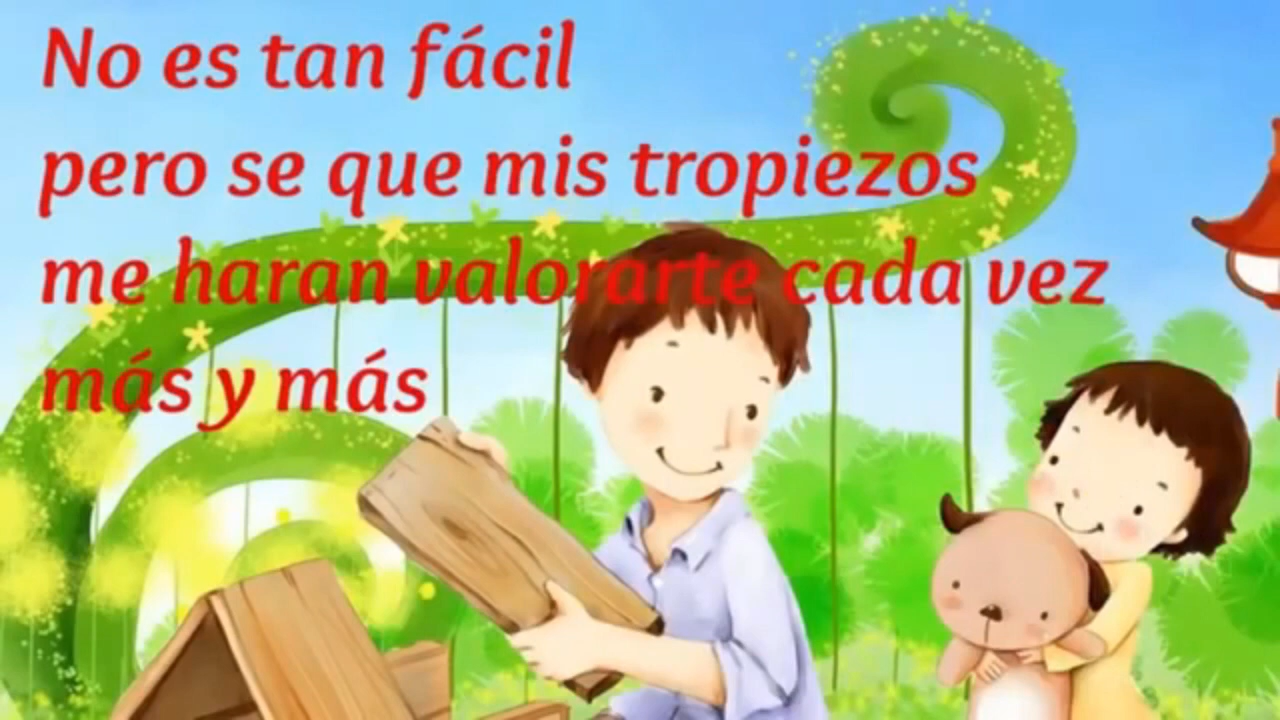 No es tan fácil
pero se que mis tropiezos
me haran valorarte cada vez
más y más